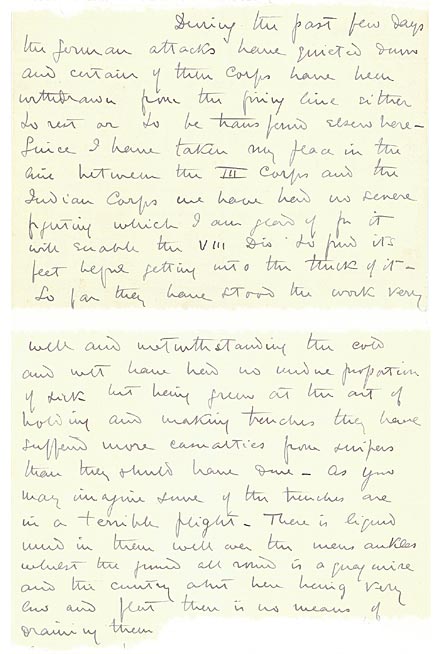 During the past few days
the German attacks have quieted down
and certain of their Corps have been
withdrawn from the firing line either
to rest or to be transferred elsewhere –
Since I have taken my place in the
line between the III Corps and the
Indian Corps we have had no severe
fighting which I am glad of for it
will enable the VIII Div to find its
feet before getting into the thick of it –
So far they have stood the work very
well and notwithstanding the cold
and wet have had no undue proportion
of sick but being green at the art of
holding and making trenches they have
suffered more casualties from snipers
than they should have done – As you
may imagine some of the trenches are
in a terrible plight – There is liquid
mud in them well over the mens ankles
whilst the ground all round is a quagmire
and the country about here being very
low and flat there is no means of
draining them